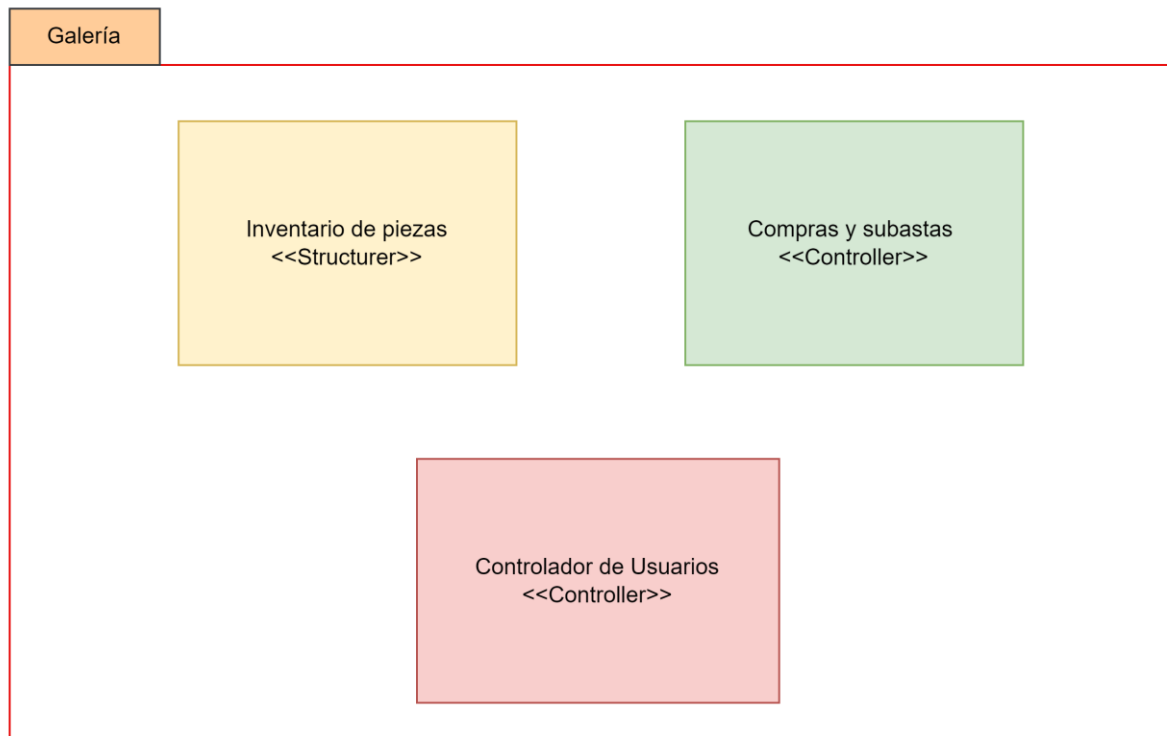 Galería
Inventario de piezas
<<Structurer>>
Compras y subastas
<<Controller>>
Controlador de Usuarios
<<Controller>>